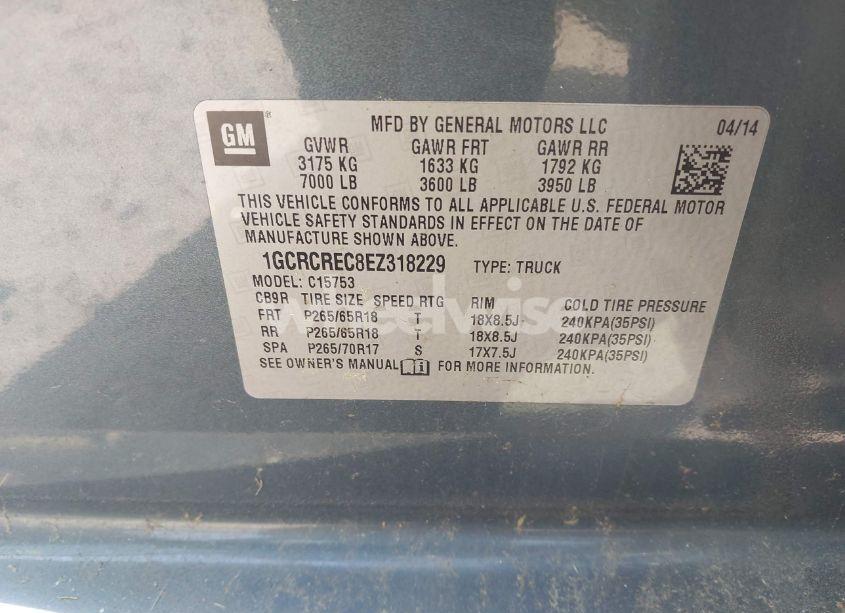 GM
MFD BY GENERAL MOTORS LLC 04/14
GVWR GAWR FRT GAWR RR
3175 KG 1633 KG 1792 KG
7000 LB 3600 LB 3950 LB
THIS VEHICLE CONFORMS TO ALL APPLICABLE U.S. FEDERAL MOTOR
VEHICLE SAFETY STANDARDS IN EFFECT ON THE DATE OF
MANUFACTURE SHOWN ABOVE.
1GCRCREC8EZ318229 TYPE: TRUCK
MODEL: C15753
CB9R TIRE SIZE SPEED RTG RIM COLD TIRE PRESSURE
FRT P265/65R18 T 18X8.5J 240KPA(35PSI)
RR P265/65R18 T 18X8.5J 240KPA(35PSI)
SPA P265/70R17 S 17X7.5J 240KPA(35PSI)
SEE OWNER'S MANUAL FOR MORE INFORMATION.